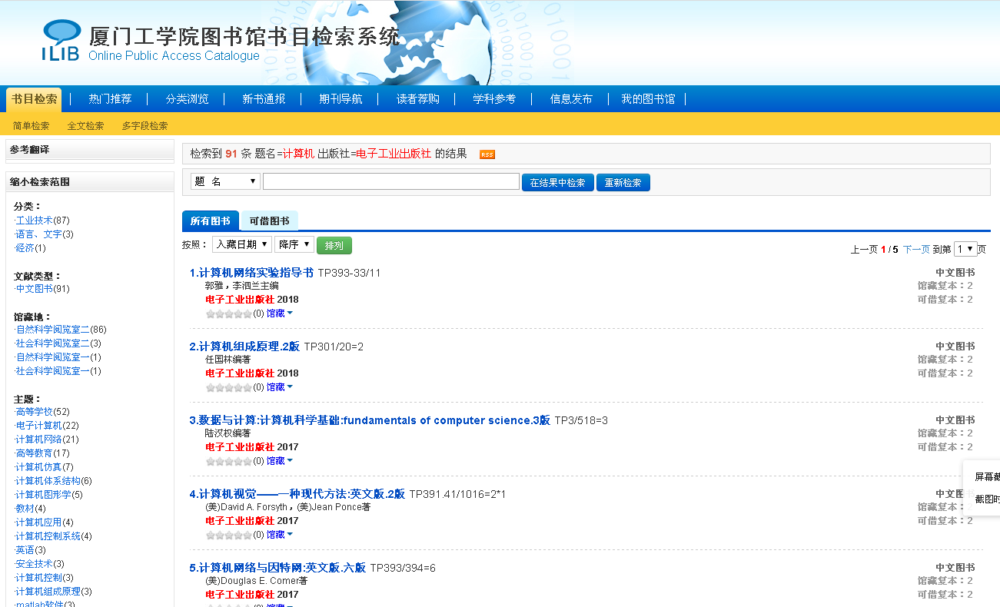 ILIB
厦门工学院图书馆书目检索系统
Online Public Access Catalogue
书目检索 热门推荐 分类浏览 新书通报 期刊导航 读者荐购 学科参考 信息发布 我的图书馆
简单检索 全文检索 多字段检索
参考翻译
缩小检索范围
分类：
·工业技术(87)
·语言、文字(3)
·经济(1)
文献类型：
·中文图书(91)
馆藏地：
·自然科学阅览室二(86)
·社会科学阅览室二(3)
·自然科学阅览室一(1)
·社会科学阅览室一(1)
主题：
·高等学校(52)
·电子计算机(22)
·计算机网络(21)
·高等教育(17)
·计算机仿真(7)
·计算机体系结构(6)
·计算机图形学(5)
·教材(4)
·计算机应用(4)
·计算机控制系统(4)
·英语(3)
·安全技术(3)
·计算机控制(3)
·计算机组成原理(3)
·matlab软件(3)
检索到 91 条 题名=计算机 出版社=电子工业出版社 的结果 RSS
题 名 在结果中检索 重新检索
所有图书 可借图书
按照： 入藏日期 降序 排列
上一页 1 / 5 下一页 到第 1 页
1.计算机网络实验指导书 TP393-33/11 中文图书
郭雅，李泗兰主编 馆藏复本：2
电子工业出版社 2018 可借复本：2
(0) 馆藏
2.计算机组成原理.2版 TP301/20=2 中文图书
任国林编著 馆藏复本：2
电子工业出版社 2018 可借复本：2
(0) 馆藏
3.数据与计算:计算机科学基础:fundamentals of computer science.3版 TP3/518=3 中文图书
陆汉权编著 馆藏复本：2
电子工业出版社 2017 可借复本：2
(0) 馆藏
4.计算机视觉——一种现代方法:英文版.2版 TP391.41/1016=2*1 中文图书
(美)David A. Forsyth，(美)Jean Ponce著 馆藏复本：2
电子工业出版社 2017 可借复本：2
(0) 馆藏
5.计算机网络与因特网:英文版.六版 TP393/394=6 中文图书
(美)Douglas E. Comer著 馆藏复本：2
电子工业出版社 2017 可借复本：2
(0) 馆藏
屏幕截
截图时